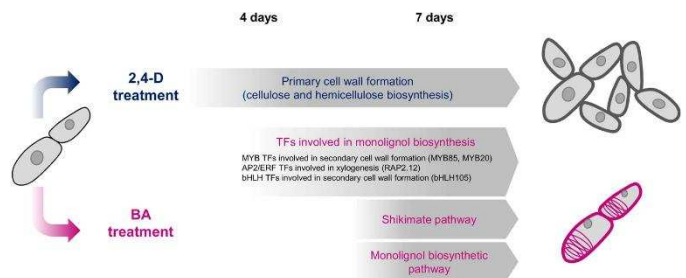 4 days
7 days
2,4-D
treatment
Primary cell wall formation
(cellulose and hemicellulose biosynthesis)
TFs involved in monolignol biosynthesis
MYB TFs involved in secondary cell wall formation (MYB85, MYB20)
AP2/ERF TFs involved in xylogenesis (RAP2.12)
bHLH TFs involved in secondary cell wall formation (bHLH105)
BA
treatment
Shikimate pathway
Monolignol biosynthetic
pathway